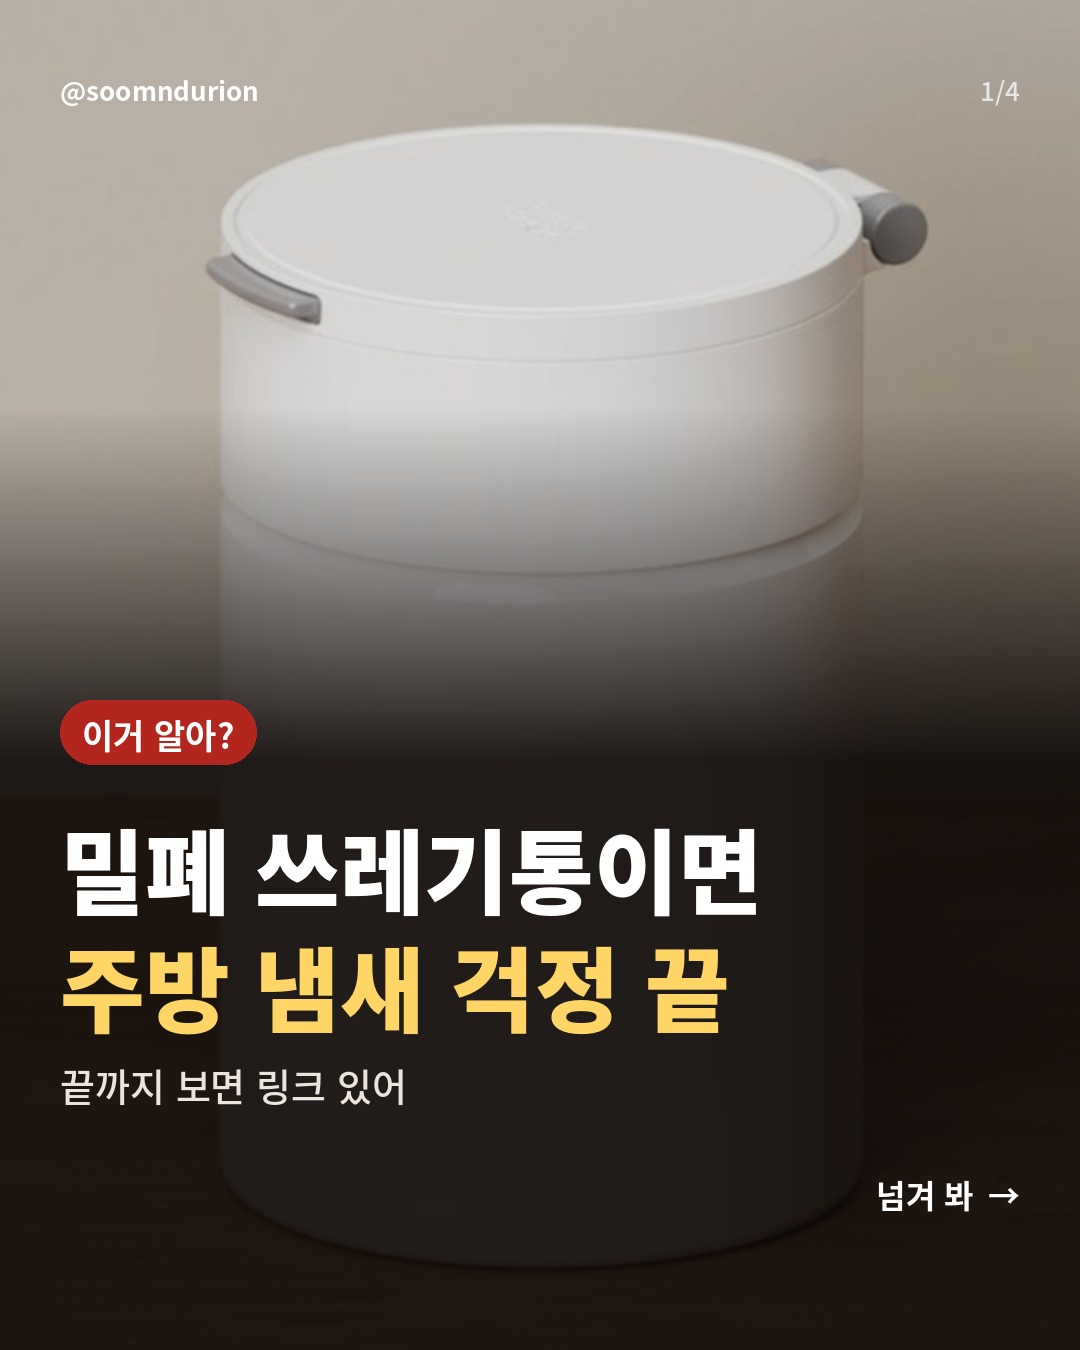 @soomndurion
1/4
이거 알아?
밀폐 쓰레기통이면
주방 냄새 걱정 끝
끝까지 보면 링크 있어
넘겨 봐 →